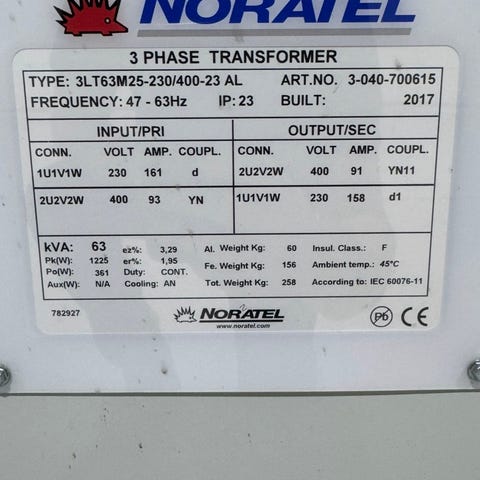 NORATEL
3 PHASE TRANSFORMER
TYPE: 3LT63M25-230/400-23 AL ART.NO. 3-040-700615
FREQUENCY: 47 - 63Hz IP: 23 BUILT: 2017
INPUT/PRI OUTPUT/SEC
CONN. VOLT AMP. COUPL. CONN. VOLT AMP. COUPL.
1U1V1W 230 161 d 2U2V2W 400 91 YN11
2U2V2W 400 93 YN 1U1V1W 230 158 d1
kVA: 63 ez%: 3,29 Al. Weight Kg: 60 Insul. Class.: F
Pk(W): 1225 er%: 1,95 Fe. Weight Kg: 156 Ambient temp.: 45°C
Po(W): 361 Duty: CONT.
Aux(W): N/A Cooling: AN Tot. Weight Kg: 258 According to: IEC 60076-11
782927 NORATEL Pb CE
www.noratel.com